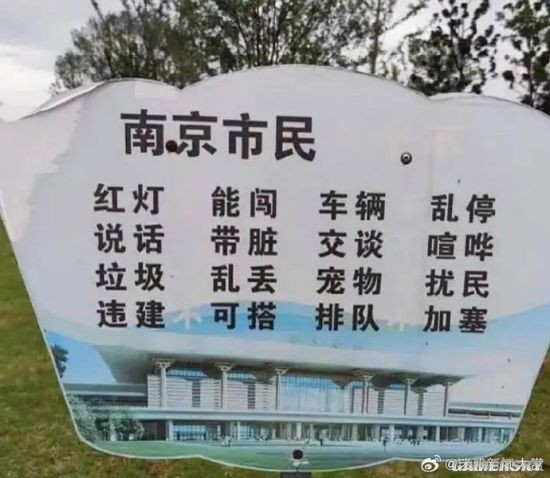 南京市民
红灯 能闯 车辆 乱停
说话 带脏 交谈 喧哗
垃圾 乱丢 宠物 扰民
违建 可搭 排队 加塞
GAMERSKY